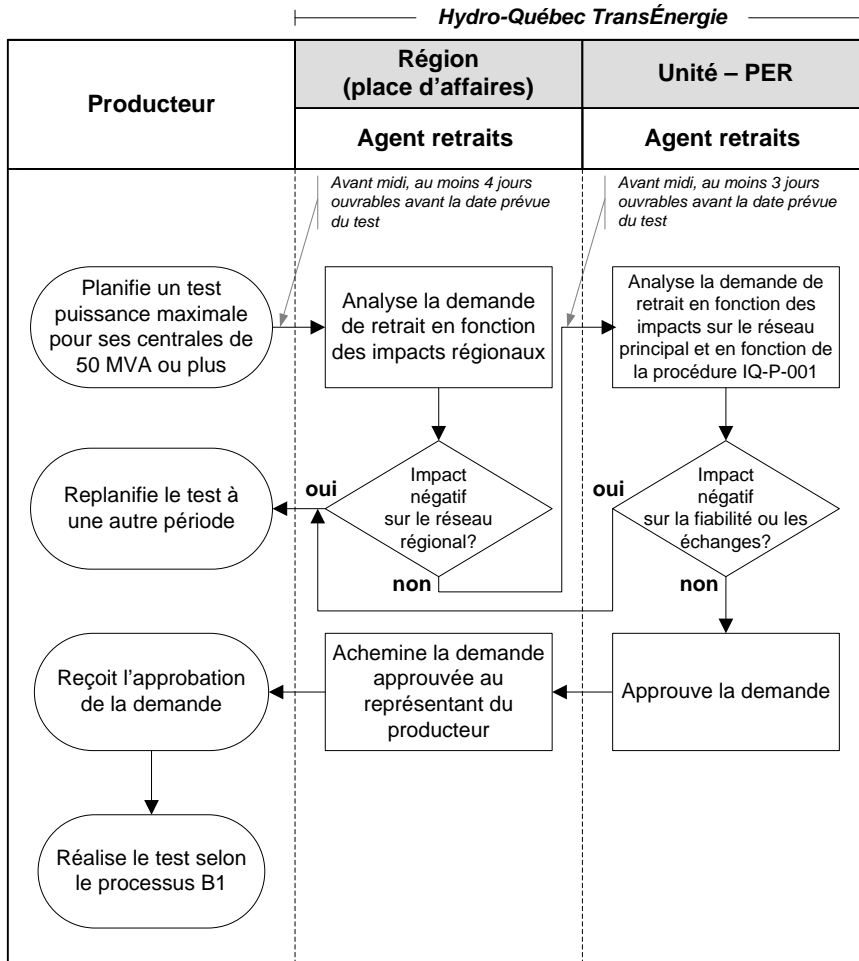 Hydro-Québec TransÉnergie
Producteur
Région
(place d'affaires)
Unité – PER
Agent retraits
Agent retraits
Avant midi, au moins 4 jours
ouvrables avant la date prévue
du test
Avant midi, au moins 3 jours
ouvrables avant la date prévue
du test
Planifie un test
puissance maximale
pour ses centrales de
50 MVA ou plus
Analyse la demande
de retrait en fonction
des impacts régionaux
Analyse la demande de
retrait en fonction des
impacts sur le réseau
principal et en fonction de
la procédure IQ-P-001
Replanifie le test à
une autre période
oui
Impact
négatif
sur le réseau
régional?
non
oui
Impact
négatif
sur la fiabilité ou les
échanges?
non
Reçoit l'approbation
de la demande
Achemine la demande
approuvée au
représentant du
producteur
Approuve la demande
Réalise le test selon
le processus B1